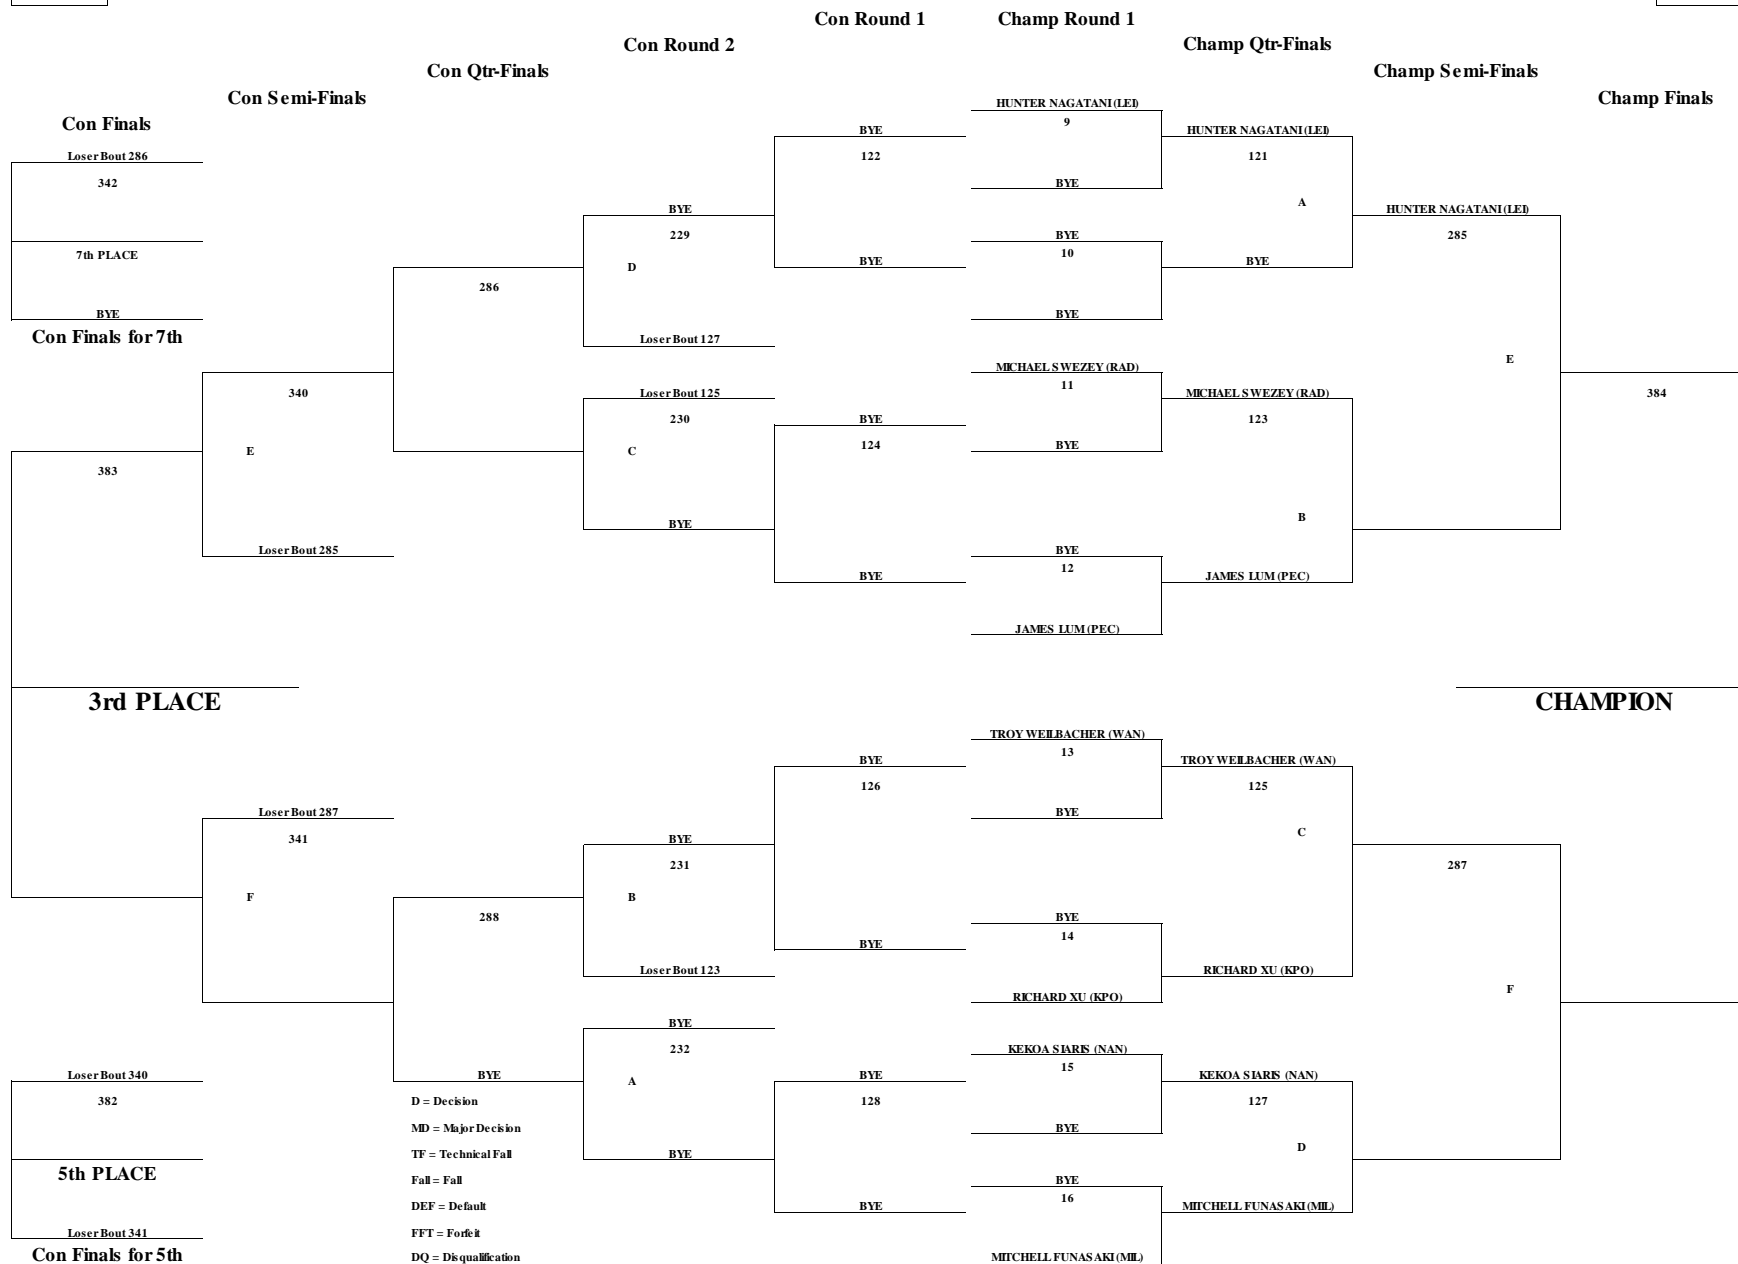 Con Round 1
Champ Round 1
Con Round 2
Champ Qtr-Finals
Con Qtr-Finals
Champ Semi-Finals
Con Semi-Finals
Champ Finals
Con Finals
HUNTER NAGATANI (LEI)
9
BYE
HUNTER NAGATANI (LEI)
Loser Bout 286
122
121
342
BYE
A
BYE
HUNTER NAGATANI (LEI)
229
BYE
285
7th PLACE
10
D
BYE
BYE
286
BYE
BYE
Con Finals for 7th
Loser Bout 127
E
MICHAEL SWEZEY (RAD)
11
340
Loser Bout 125
MICHAEL SWEZEY (RAD)
384
230
BYE
123
E
C
124
BYE
383
B
BYE
Loser Bout 285
BYE
12
BYE
JAMES LUM (PEC)
JAMES LUM (PEC)
3rd PLACE
CHAMPION
TROY WEILBACHER (WAN)
13
BYE
TROY WEILBACHER (WAN)
126
125
Loser Bout 287
BYE
341
BYE
C
231
287
F
B
288
BYE
14
BYE
Loser Bout 123
RICHARD XU (KPO)
F
RICHARD XU (KPO)
BYE
232
KEKOA SIARIS (NAN)
15
Loser Bout 340
BYE
A
BYE
KEKOA SIARIS (NAN)
382
D = Decision
128
127
MD = Major Decision
BYE
D
TF = Technical Fall
BYE
5th PLACE
Fall = Fall
BYE
16
DEF = Default
BYE
MITCHELL FUNASAKI (MIL)
Loser Bout 341
FFT = Forfeit
Con Finals for 5th
DQ = Disqualification
MITCHELL FUNASAKI (MIL)